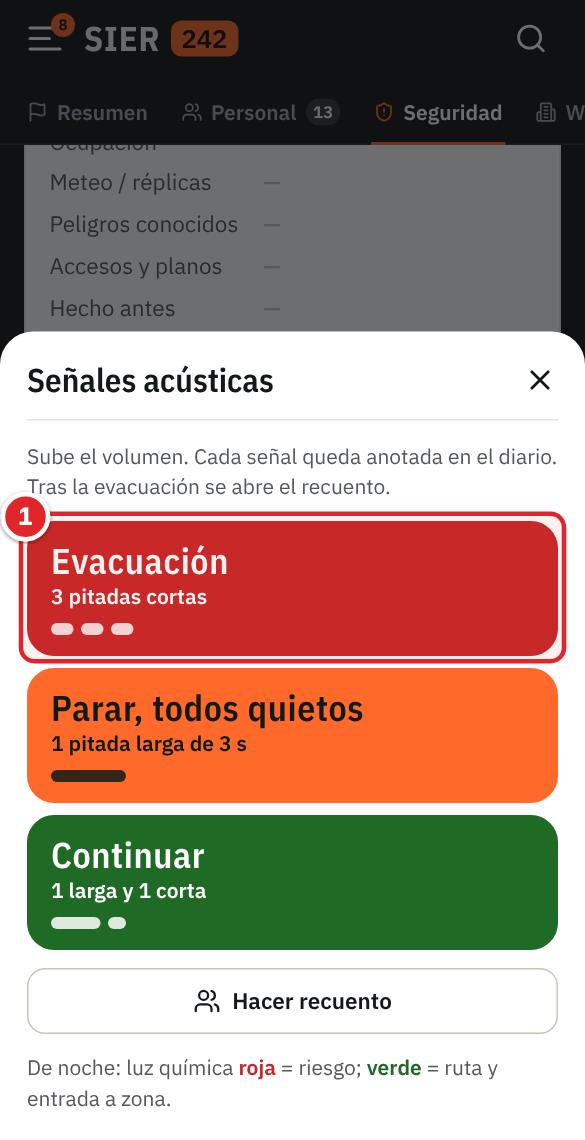 8
SIER 242
Resumen Personal 13 Seguridad W
Ocupación
Meteo / réplicas —
Peligros conocidos —
Accesos y planos —
Hecho antes —
Señales acústicas
Sube el volumen. Cada señal queda anotada en el diario.
Tras la evacuación se abre el recuento.
1
Evacuación
3 pitadas cortas
Parar, todos quietos
1 pitada larga de 3 s
Continuar
1 larga y 1 corta
Hacer recuento
De noche: luz química roja = riesgo; verde = ruta y
entrada a zona.